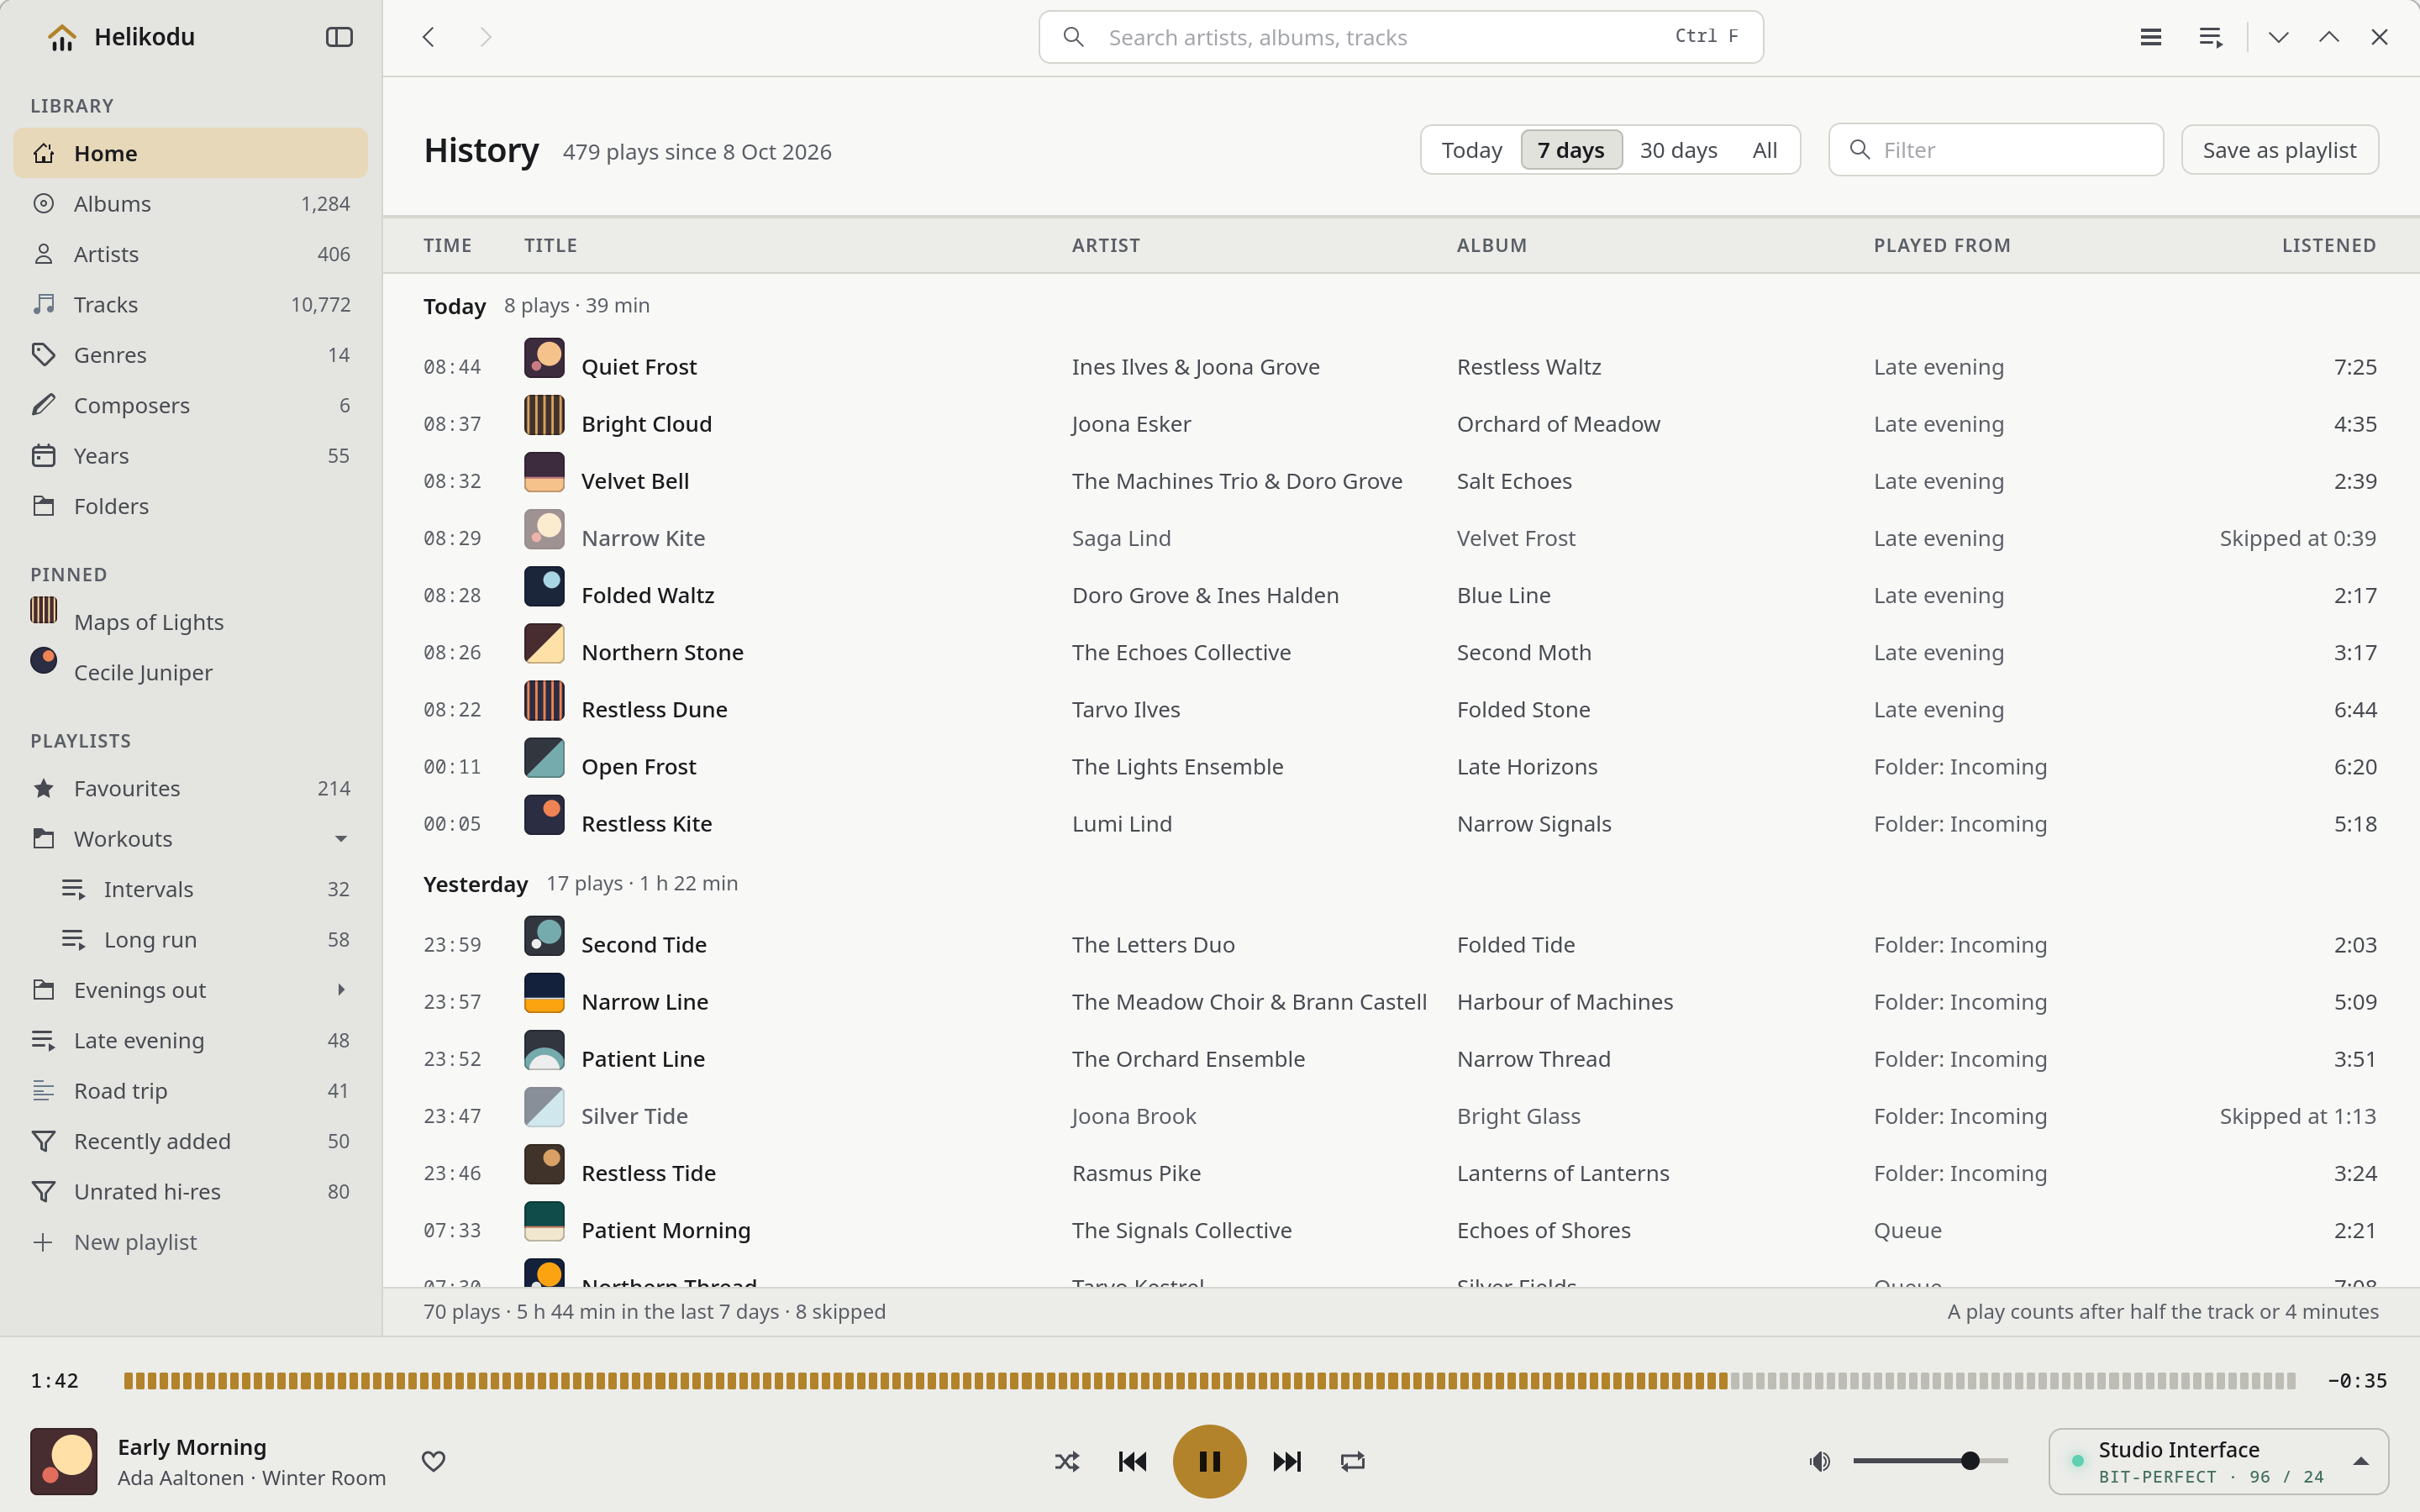 Helikodu
Search artists, albums, tracks
Ctrl F
LIBRARY
Home
Albums 1,284
Artists 406
Tracks 10,772
Genres 14
Composers 6
Years 55
Folders
PINNED
Maps of Lights
Cecile Juniper
PLAYLISTS
Favourites 214
Workouts
Intervals 32
Long run 58
Evenings out
Late evening 48
Road trip 41
Recently added 50
Unrated hi-res 80
New playlist
History 479 plays since 8 Oct 2026
Today 7 days 30 days All
Filter
Save as playlist
TIME TITLE ARTIST ALBUM PLAYED FROM LISTENED
Today 8 plays · 39 min
08:44 Quiet Frost Ines Ilves & Joona Grove Restless Waltz Late evening 7:25
08:37 Bright Cloud Joona Esker Orchard of Meadow Late evening 4:35
08:32 Velvet Bell The Machines Trio & Doro Grove Salt Echoes Late evening 2:39
08:29 Narrow Kite Saga Lind Velvet Frost Late evening Skipped at 0:39
08:28 Folded Waltz Doro Grove & Ines Halden Blue Line Late evening 2:17
08:26 Northern Stone The Echoes Collective Second Moth Late evening 3:17
08:22 Restless Dune Tarvo Ilves Folded Stone Late evening 6:44
00:11 Open Frost The Lights Ensemble Late Horizons Folder: Incoming 6:20
00:05 Restless Kite Lumi Lind Narrow Signals Folder: Incoming 5:18
Yesterday 17 plays · 1 h 22 min
23:59 Second Tide The Letters Duo Folded Tide Folder: Incoming 2:03
23:57 Narrow Line The Meadow Choir & Brann Castell Harbour of Machines Folder: Incoming 5:09
23:52 Patient Line The Orchard Ensemble Narrow Thread Folder: Incoming 3:51
23:47 Silver Tide Joona Brook Bright Glass Folder: Incoming Skipped at 1:13
23:46 Restless Tide Rasmus Pike Lanterns of Lanterns Folder: Incoming 3:24
07:33 Patient Morning The Signals Collective Echoes of Shores Queue 2:21
07:30 Northern Thread Tarvo Kestrel Silver Fields Queue 7:08
70 plays · 5 h 44 min in the last 7 days · 8 skipped
A play counts after half the track or 4 minutes
1:42
−0:35
Early Morning
Ada Aaltonen · Winter Room
Studio Interface
BIT-PERFECT · 96 / 24